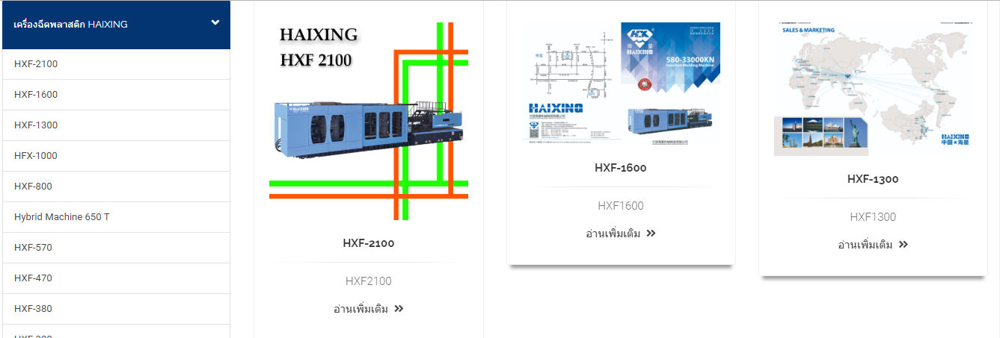 เครื่องฉีดพลาสติก HAIXING
HXF-2100
HXF-1600
HXF-1300
HFX-1000
HXF-800
Hybrid Machine 650 T
HXF-570
HXF-470
HXF-380
HAIXING
HXF 2100
HAIXING
HXF-2100
HXF2100
อ่านเพิ่มเติม
HAIXING
海 星
580-33000KN
Injection Molding Machine
HAIXING
HXF-1600
HXF1600
อ่านเพิ่มเติม
SALES & MARKETING
HAIXING
中国★海星
HXF-1300
HXF1300
อ่านเพิ่มเติม